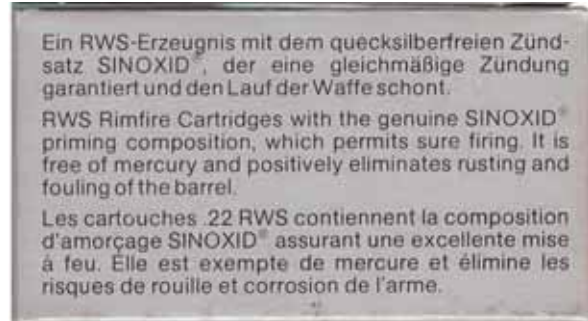 Ein RWS-Erzeugnis mit dem quecksilberfreien Zünd-
satz SINOXID®, der eine gleichmäßige Zündung
garantiert und den Lauf der Waffe schont.
RWS Rimfire Cartridges with the genuine SINOXID®
priming composition, which permits sure firing. It is
free of mercury and positively eliminates rusting and
fouling of the barrel.
Les cartouches .22 RWS contiennent la composition
d'amorçage SINOXID® assurant une excellente mise
à feu. Elle est exempte de mercure et élimine les
risques de rouille et corrosion de l'arme.